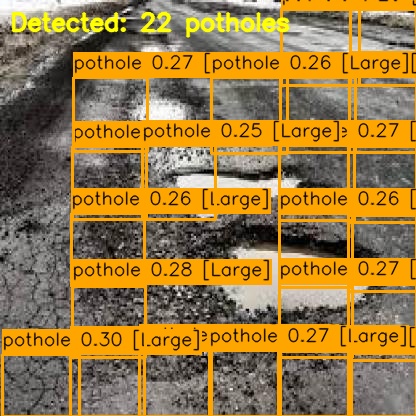 Detected: 22 potholes
pothole 0.27 [pothole 0.26 [Large][
pothole pothole 0.25 [Large] 0.27
pothole 0.26 [Large] pothole 0.26
pothole 0.28 [Large] pothole 0.27
pothole 0.30 [Large] pothole 0.27 [Large][